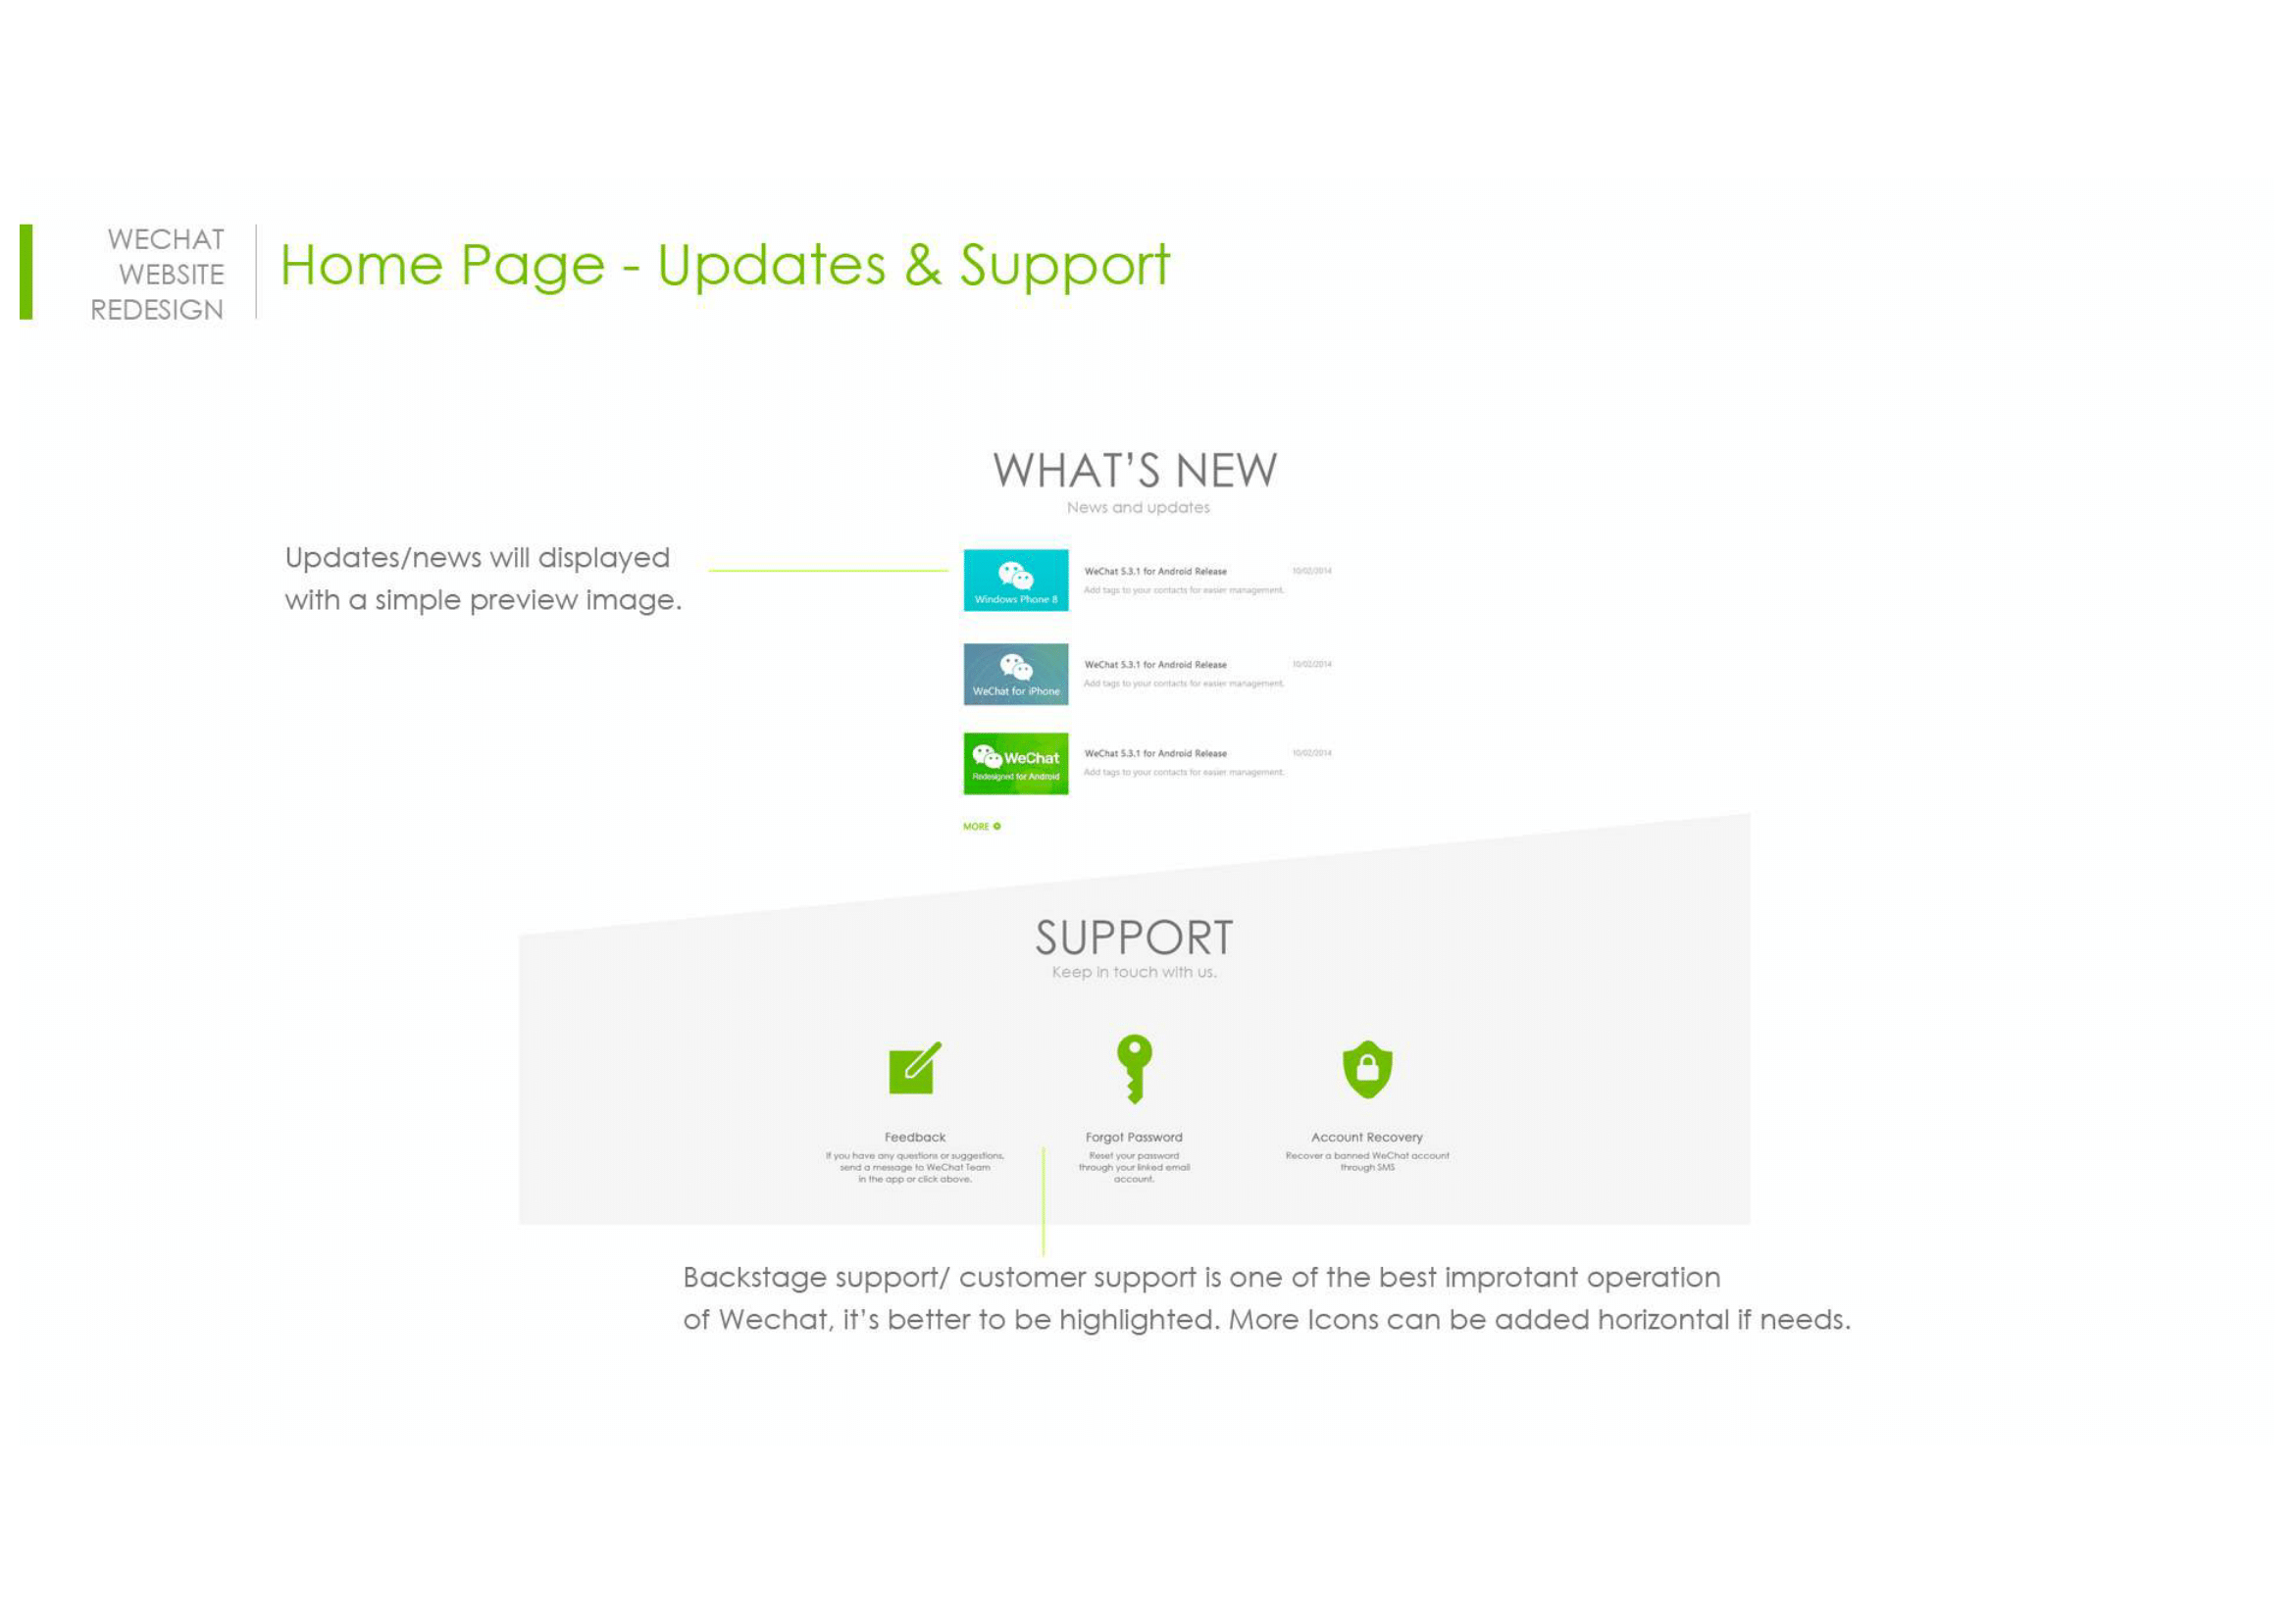 WECHAT
WEBSITE
REDESIGN
Home Page - Updates & Support
WHAT'S NEW
News and updates
Updates/news will displayed
with a simple preview image.
Windows Phone 8
WeChat 5.3.1 for Android Release 10/02/2014
Add tags to your contacts for easier management.
WeChat for iPhone
WeChat 5.3.1 for Android Release 10/02/2014
Add tags to your contacts for easier management.
WeChat
Redesigned for Android
WeChat 5.3.1 for Android Release 10/02/2014
Add tags to your contacts for easier management.
MORE
SUPPORT
Keep in touch with us.
Feedback
If you have any questions or suggestions,
send a message to WeChat Team
in the app or click above.
Forgot Password
Reset your password
through your linked email
account.
Account Recovery
Recover a banned WeChat account
through SMS
Backstage support/ customer support is one of the best improtant operation
of Wechat, it's better to be highlighted. More Icons can be added horizontal if needs.